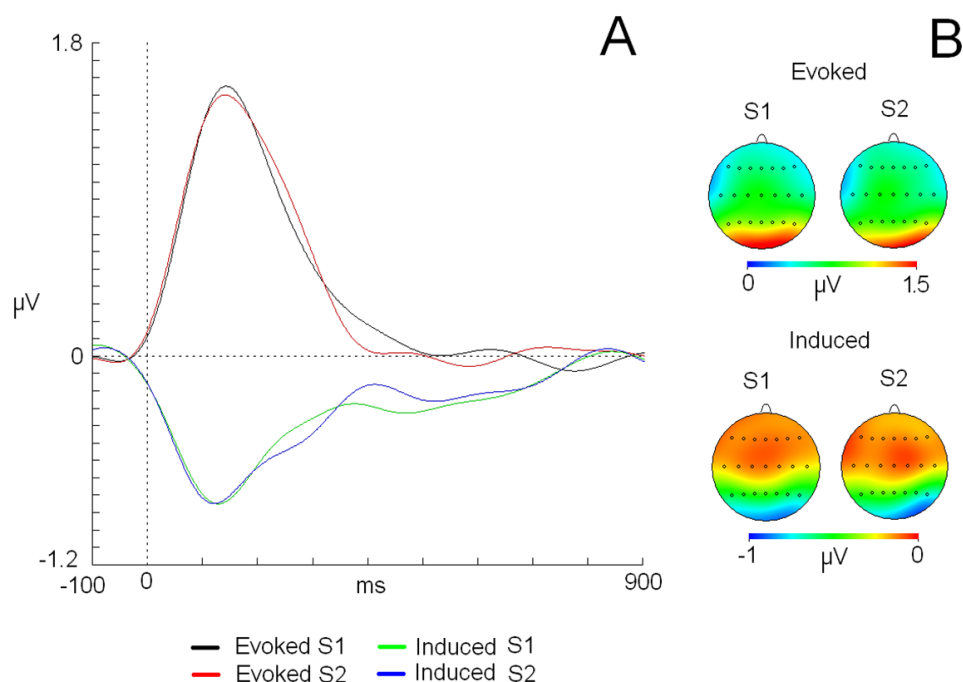 A
1.8
µV
0
-1.2
-100
0
ms
900
Evoked S1
Induced S1
Evoked S2
Induced S2
B
Evoked
S1 S2
0 µV 1.5
Induced
S1 S2
-1 µV 0